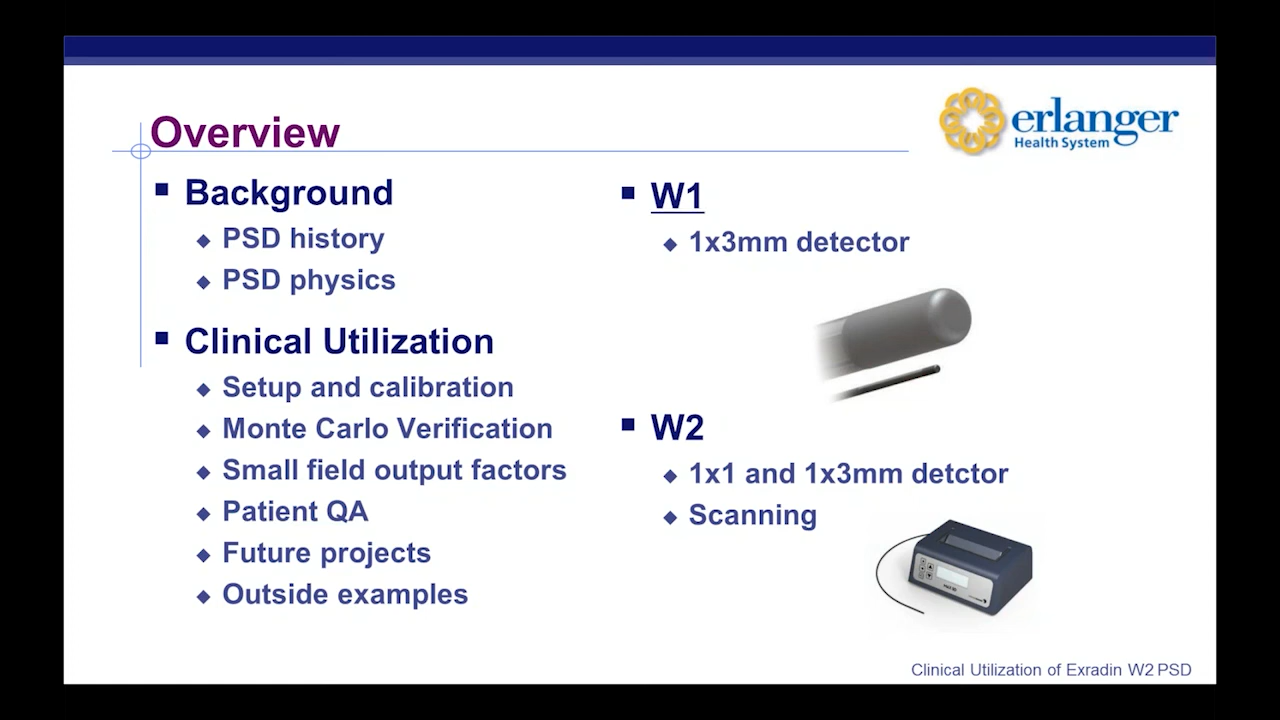 Overview
erlanger
Health System
Background
PSD history
PSD physics
Clinical Utilization
Setup and calibration
Monte Carlo Verification
Small field output factors
Patient QA
Future projects
Outside examples
W1
1x3mm detector
W2
1x1 and 1x3mm detctor
Scanning
Clinical Utilization of Exradin W2 PSD